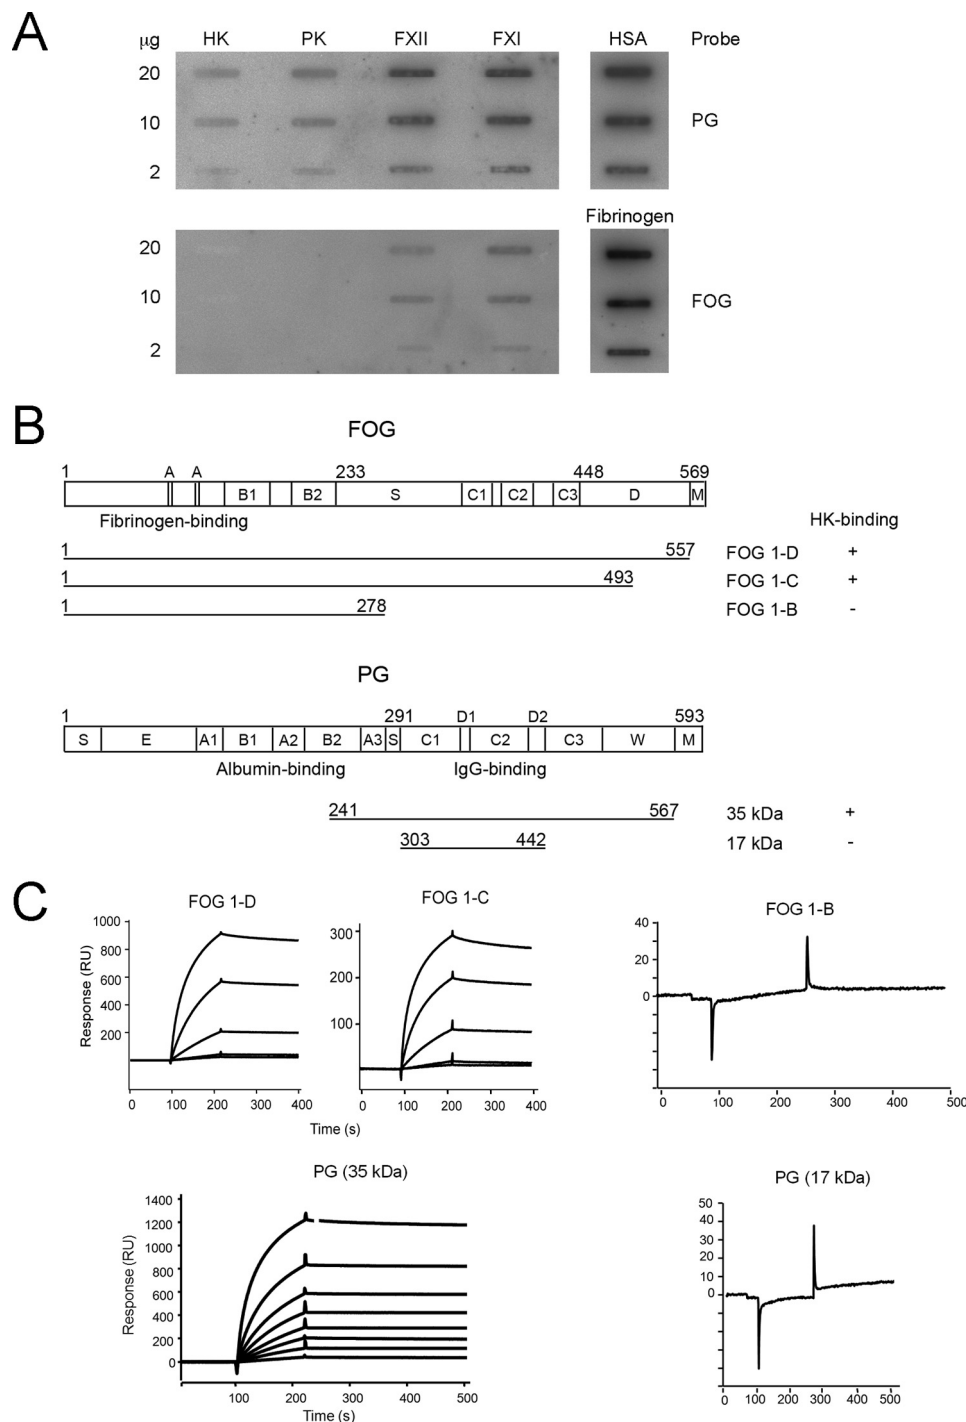 A
µg HK PK FXII FXI HSA Probe
20
10 PG
2
Fibrinogen
20
10 FOG
2
B
FOG
1 A A 233 448 569
B1 B2 S C1 C2 C3 D M
Fibrinogen-binding HK-binding
1 557 FOG 1-D +
1 493 FOG 1-C +
1 278 FOG 1-B -
PG
1 291 D1 D2 593
S E A1 B1 A2 B2 A3 S C1 C2 C3 W M
Albumin-binding IgG-binding
241 567 35 kDa +
303 442 17 kDa -
C
FOG 1-D
1000
800
600
400
200
Response (RU)
0 100 200 300 400
FOG 1-C
300
200
100
0 100 200 300 400
Time (s)
FOG 1-B
40
20
0
0 100 200 300 400 500
PG (35 kDa)
1400
1200
1000
800
600
400
200
0
Response (RU)
100 200 300 400 500
Time (s)
PG (17 kDa)
50
40
30
20
10
0
0 100 200 300 400 500